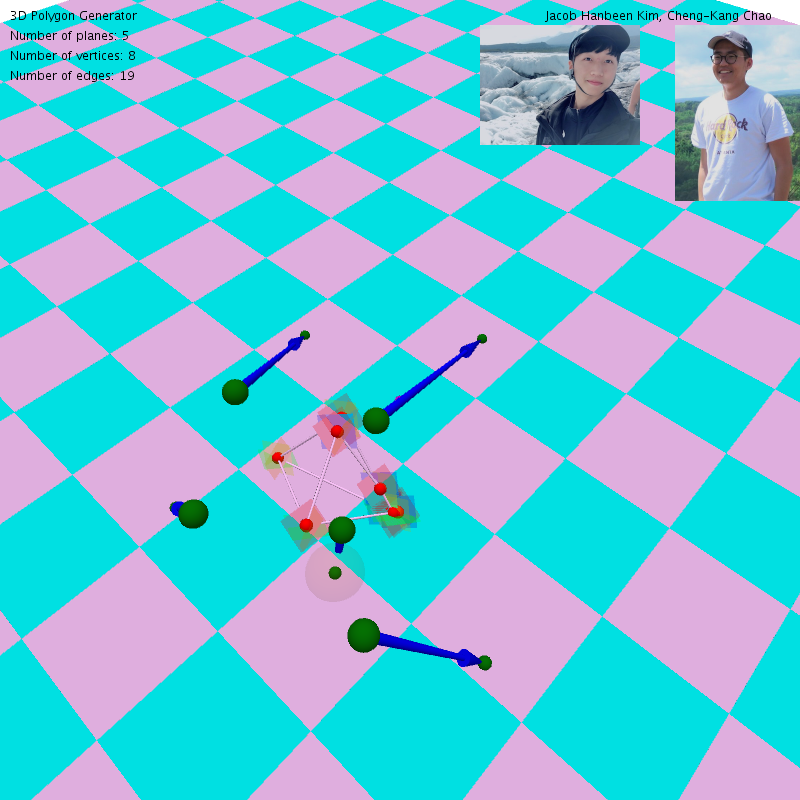 3D Polygon Generator
Jacob Hanbeen Kim, Cheng-Kang Chao
Number of planes: 5
Number of vertices: 8
Number of edges: 19